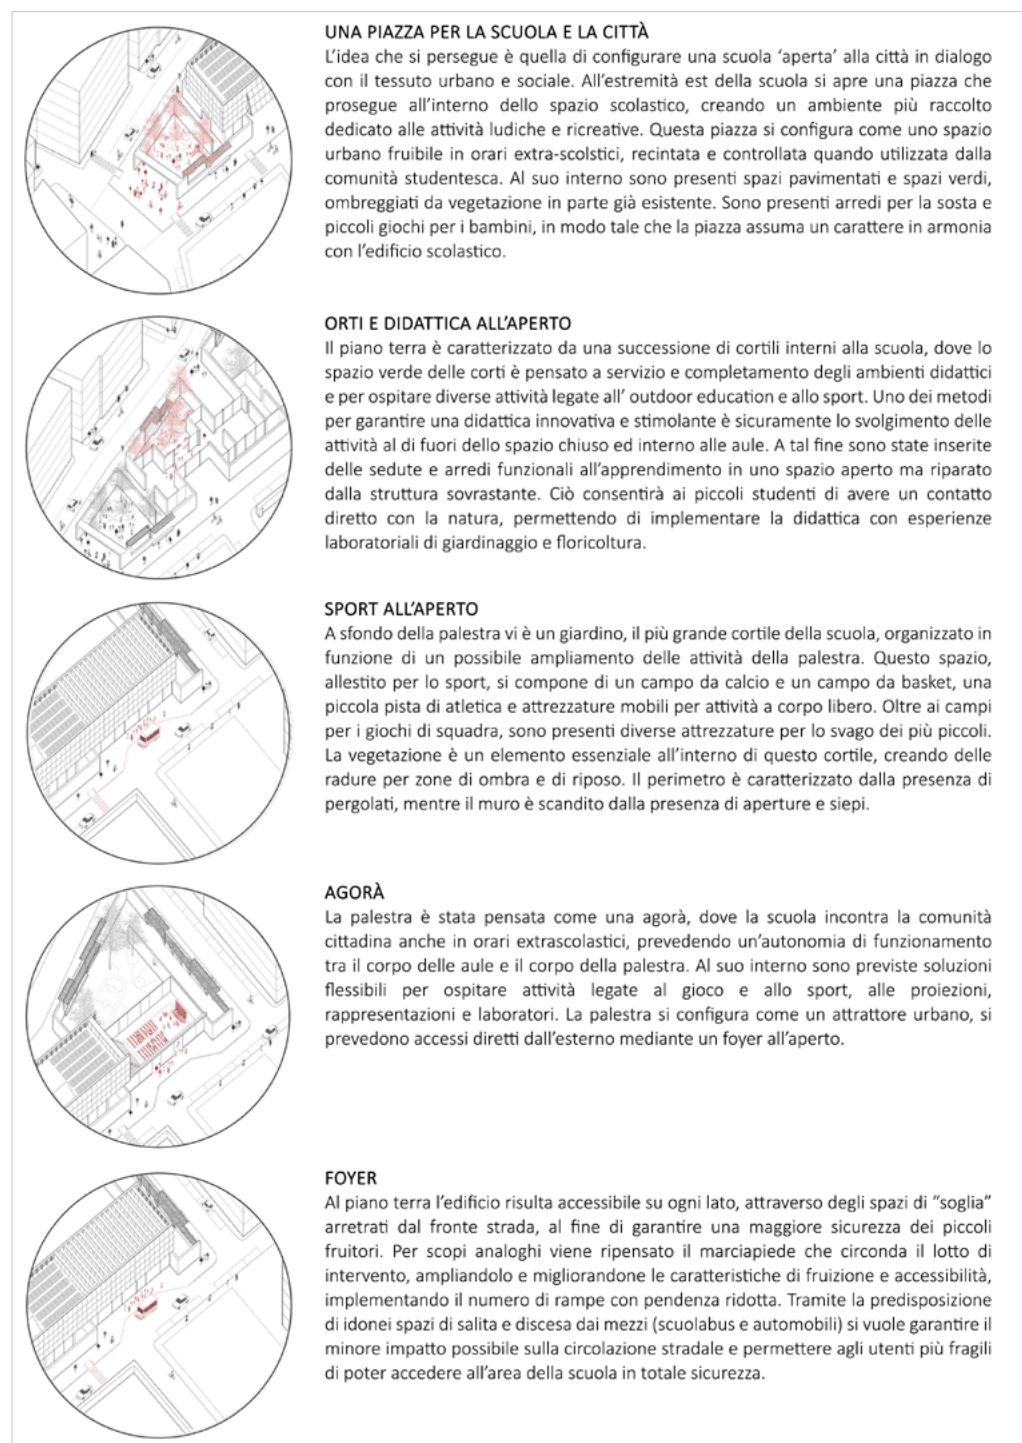 UNA PIAZZA PER LA SCUOLA E LA CITTÀ
L'idea che si persegue è quella di configurare una scuola 'aperta' alla città in dialogo
con il tessuto urbano e sociale. All'estremità est della scuola si apre una piazza che
prosegue all'interno dello spazio scolastico, creando un ambiente più raccolto
dedicato alle attività ludiche e ricreative. Questa piazza si configura come uno spazio
urbano fruibile in orari extra-scolstici, recintata e controllata quando utilizzata dalla
comunità studentesca. Al suo interno sono presenti spazi pavimentati e spazi verdi,
ombreggiati da vegetazione in parte già esistente. Sono presenti arredi per la sosta e
piccoli giochi per i bambini, in modo tale che la piazza assuma un carattere in armonia
con l'edificio scolastico.
ORTI E DIDATTICA ALL'APERTO
Il piano terra è caratterizzato da una successione di cortili interni alla scuola, dove lo
spazio verde delle corti è pensato a servizio e completamento degli ambienti didattici
e per ospitare diverse attività legate all' outdoor education e allo sport. Uno dei metodi
per garantire una didattica innovativa e stimolante è sicuramente lo svolgimento delle
attività al di fuori dello spazio chiuso ed interno alle aule. A tal fine sono state inserite
delle sedute e arredi funzionali all'apprendimento in uno spazio aperto ma riparato
dalla struttura sovrastante. Ciò consentirà ai piccoli studenti di avere un contatto
diretto con la natura, permettendo di implementare la didattica con esperienze
laboratoriali di giardinaggio e floricoltura.
SPORT ALL'APERTO
A sfondo della palestra vi è un giardino, il più grande cortile della scuola, organizzato in
funzione di un possibile ampliamento delle attività della palestra. Questo spazio,
allestito per lo sport, si compone di un campo da calcio e un campo da basket, una
piccola pista di atletica e attrezzature mobili per attività a corpo libero. Oltre ai campi
per i giochi di squadra, sono presenti diverse attrezzature per lo svago dei più piccoli.
La vegetazione è un elemento essenziale all'interno di questo cortile, creando delle
radure per zone di ombra e di riposo. Il perimetro è caratterizzato dalla presenza di
pergolati, mentre il muro è scandito dalla presenza di aperture e siepi.
AGORÀ
La palestra è stata pensata come una agorà, dove la scuola incontra la comunità
cittadina anche in orari extrascolastici, prevedendo un'autonomia di funzionamento
tra il corpo delle aule e il corpo della palestra. Al suo interno sono previste soluzioni
flessibili per ospitare attività legate al gioco e allo sport, alle proiezioni,
rappresentazioni e laboratori. La palestra si configura come un attrattore urbano, si
prevedono accessi diretti dall'esterno mediante un foyer all'aperto.
FOYER
Al piano terra l'edificio risulta accessibile su ogni lato, attraverso degli spazi di "soglia"
arretrati dal fronte strada, al fine di garantire una maggiore sicurezza dei piccoli
fruitori. Per scopi analoghi viene ripensato il marciapiede che circonda il lotto di
intervento, ampliandolo e migliorandone le caratteristiche di fruizione e accessibilità,
implementando il numero di rampe con pendenza ridotta. Tramite la predisposizione
di idonei spazi di salita e discesa dai mezzi (scuolabus e automobili) si vuole garantire il
minore impatto possibile sulla circolazione stradale e permettere agli utenti più fragili
di poter accedere all'area della scuola in totale sicurezza.